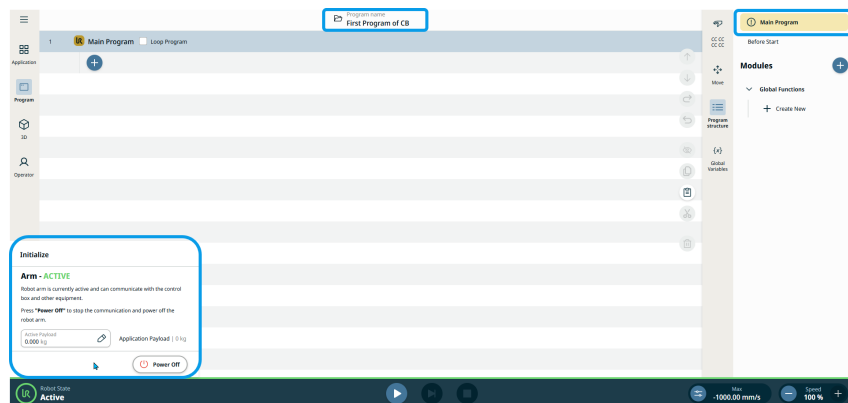 Program name
First Program of CB
1 Main Program Loop Program
Application
Program
3D
Operator
Move
Program
structure
{x}
Global
Variables
Main Program
Before Start
Modules
Global Functions
Create New
Initialize
Arm - ACTIVE
Robot arm is currently active and can communicate with the control
box and other equipment.
Press "Power Off" to stop the communication and power off the
robot arm.
Active Payload
0.000 kg
Application Payload | 0 kg
Power Off
Robot State
Active
Max
-1000.00 mm/s
Speed
100 %